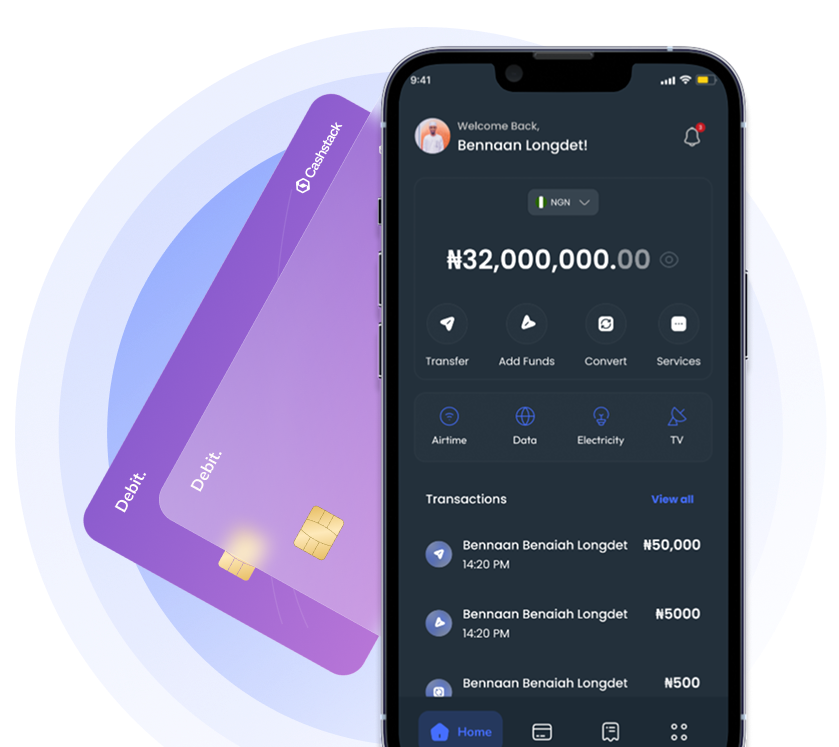 Cashstack
Debit.
Debit.
9:41
Welcome Back,
Bennaan Longdet!
3
NGN
₦32,000,000.00
Transfer
Add Funds
Convert
Services
Airtime
Data
Electricity
TV
Transactions
View all
Bennaan Benaiah Longdet
₦50,000
14:20 PM
Bennaan Benaiah Longdet
₦5000
14:20 PM
Bennaan Benaiah Longdet
₦500
Home